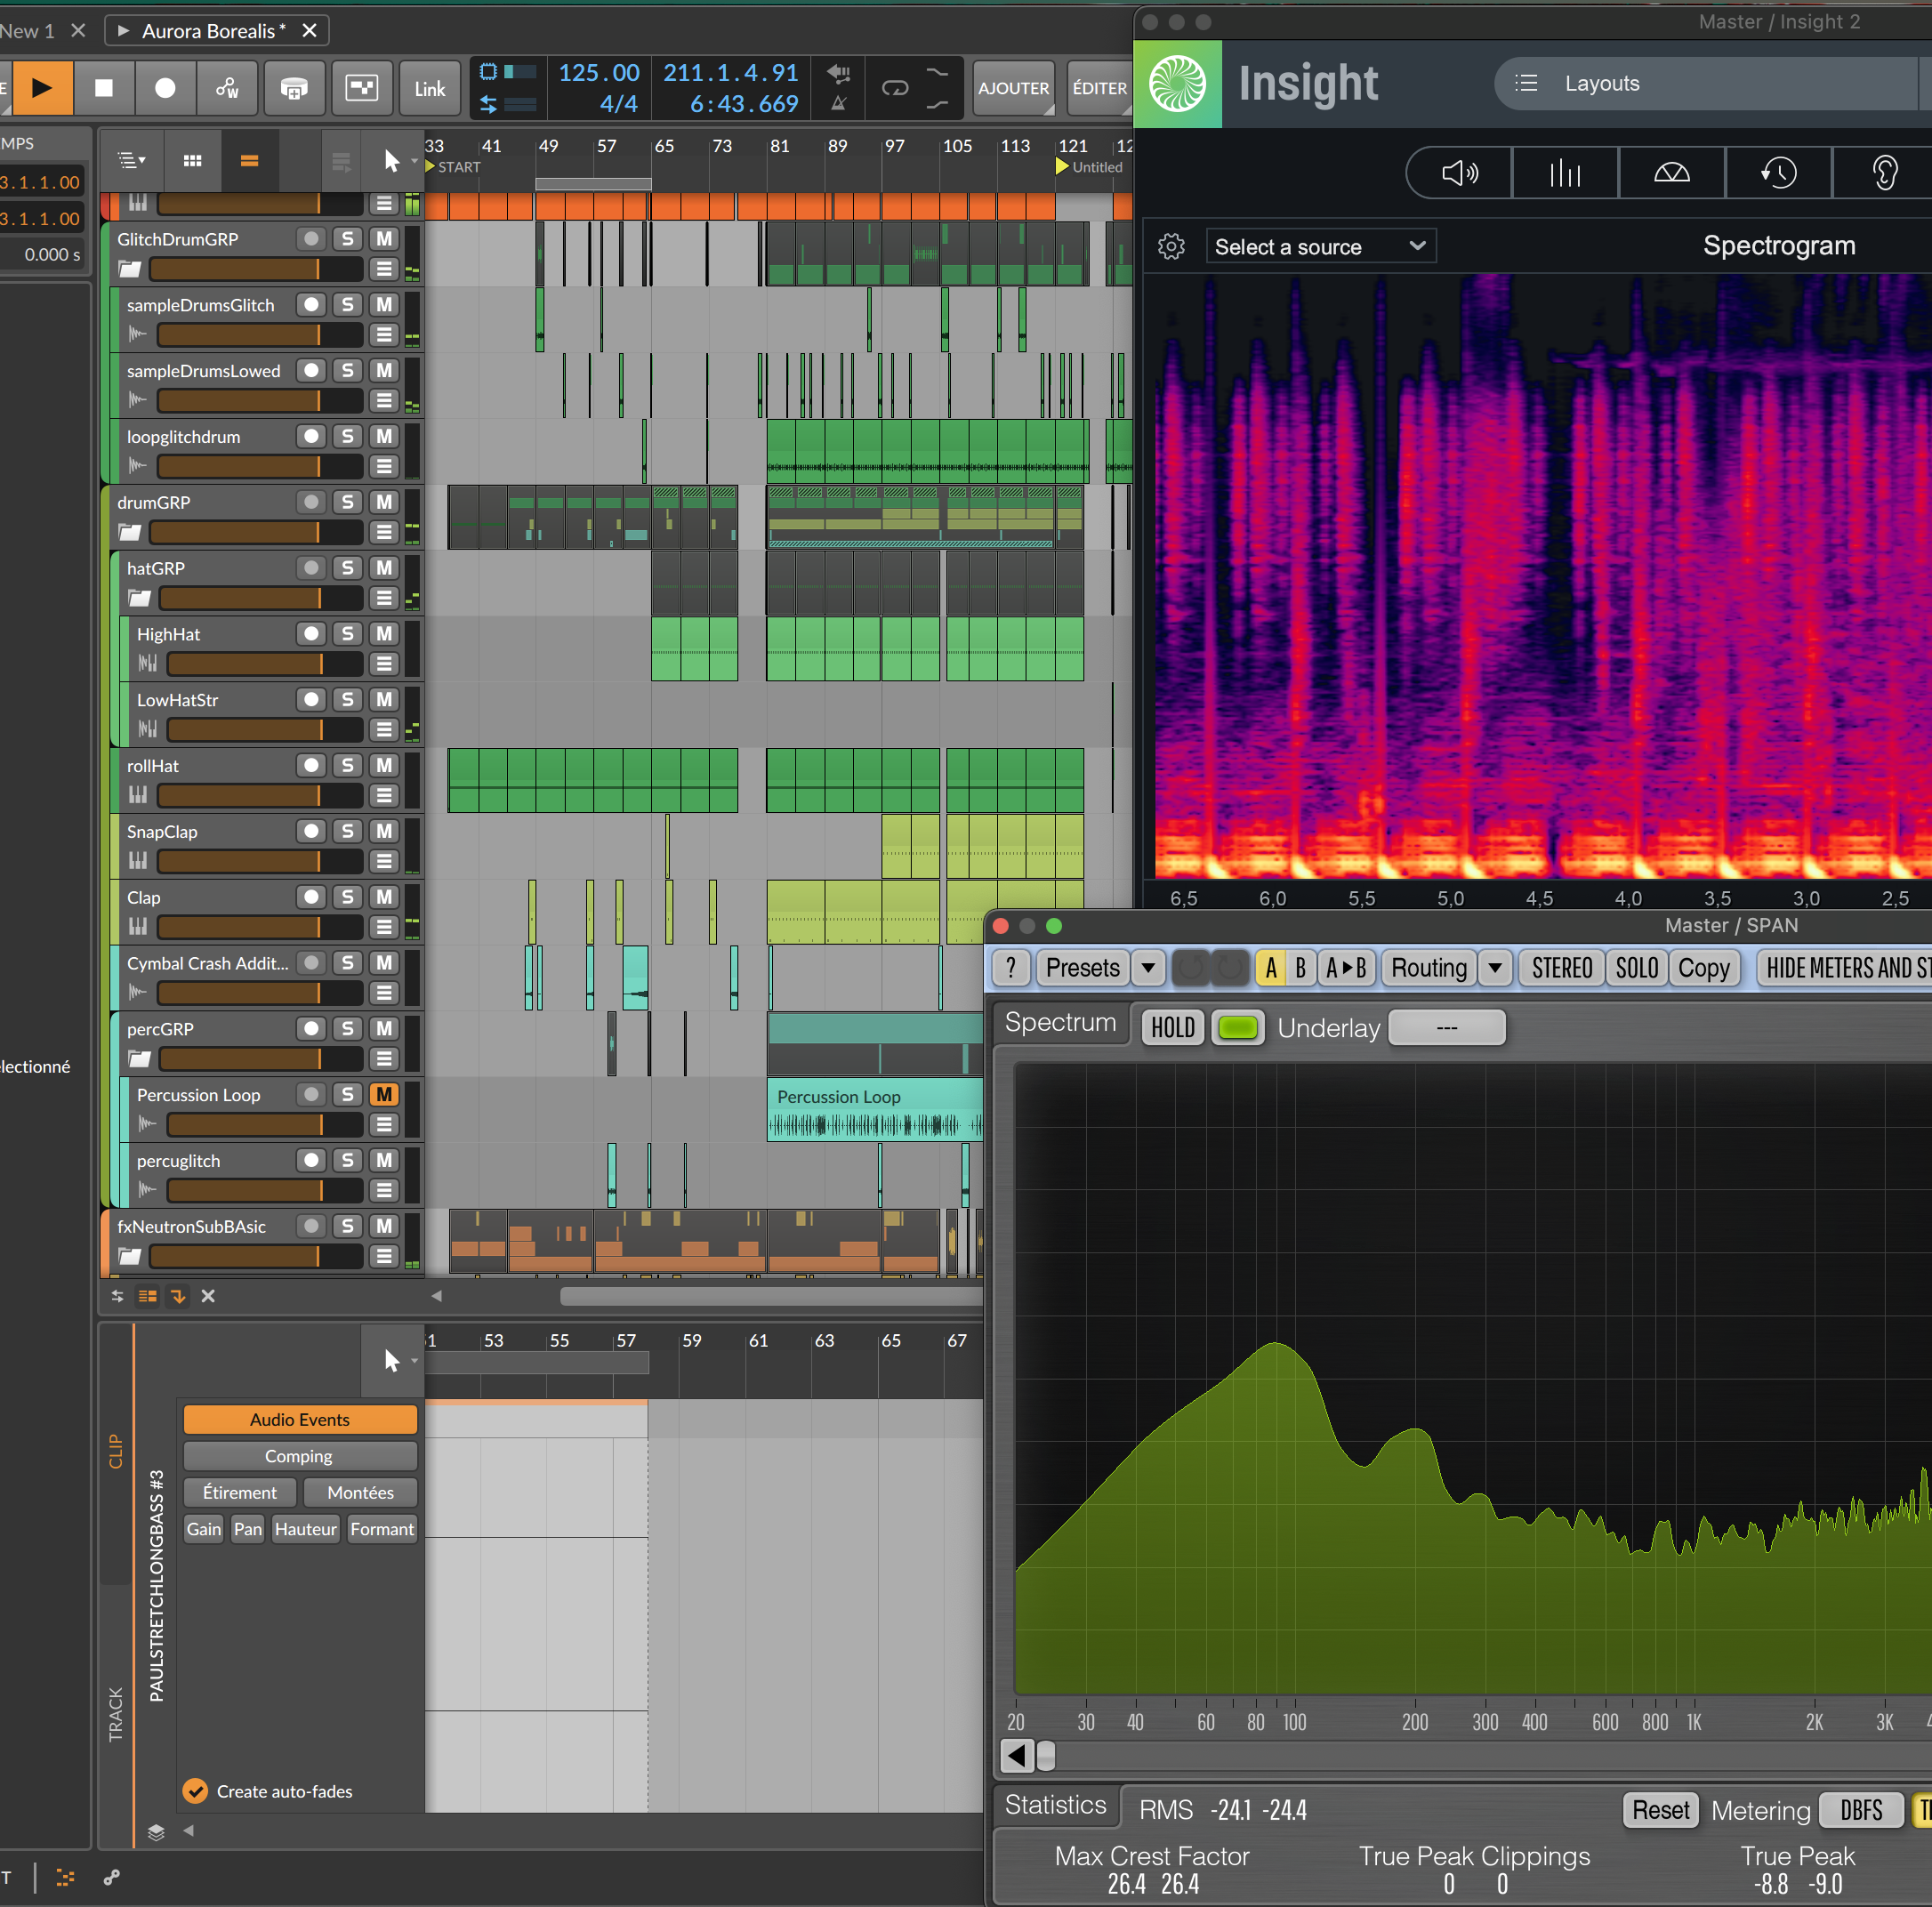 New 1
Aurora Borealis *
Master / Insight 2
Link
125.00
4/4
211.1.4.91
6:43.669
AJOUTER
ÉDITER
Insight
Layouts
MPS
3.1.1.00
3.1.1.00
0.000 s
33 41 49 57 65 73 81 89 97 105 113 121 12
START
Untitled
Select a source
Spectrogram
GlitchDrumGRP S M
sampleDrumsGlitch S M
sampleDrumsLowed S M
loopglitchdrum S M
drumGRP S M
hatGRP S M
HighHat S M
LowHatStr S M
rollHat S M
SnapClap S M
Clap S M
Cymbal Crash Addit... S M
percGRP S M
Percussion Loop S M
Percussion Loop
percuglitch S M
fxNeutronSubBAsic S M
6,5 6,0 5,5 5,0 4,5 4,0 3,5 3,0 2,5
Master / SPAN
? Presets A B A▸B Routing STEREO SOLO Copy HIDE METERS AND ST
Spectrum HOLD Underlay ---
électionné
51 53 55 57 59 61 63 65 67
CLIP
TRACK
PAULSTRETCHLONGBASS #3
Audio Events
Comping
Étirement Montées
Gain Pan Hauteur Formant
Create auto-fades
20 30 40 60 80 100 200 300 400 600 800 1K 2K 3K
Statistics RMS -24.1 -24.4
Reset Metering DBFS
Max Crest Factor
26.4 26.4
True Peak Clippings
0 0
True Peak
-8.8 -9.0